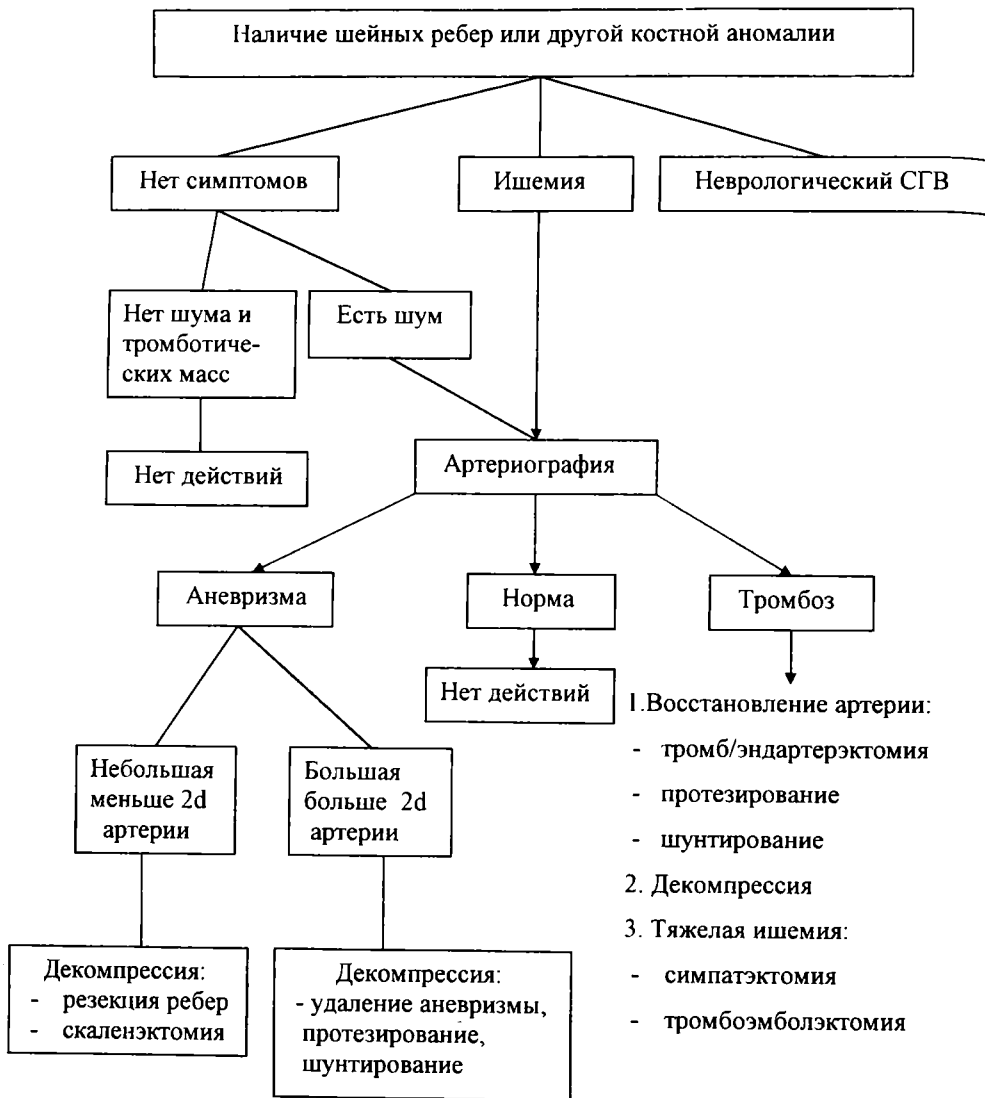 Наличие шейных ребер или другой костной аномалии
Нет симптомов
Ишемия
Неврологический СГВ
Нет шума и
тромботиче-
ских масс
Есть шум
Нет действий
Артериография
Аневризма
Норма
Тромбоз
Нет действий
Небольшая
меньше 2d
артерии
Большая
больше 2d
артерии
1.Восстановление артерии:
- тромб/эндартерэктомия
- протезирование
- шунтирование
2. Декомпрессия
3. Тяжелая ишемия:
- симпатэктомия
- тромбоэмболэктомия
Декомпрессия:
- резекция ребер
- скаленэктомия
Декомпрессия:
- удаление аневризмы,
протезирование,
шунтирование